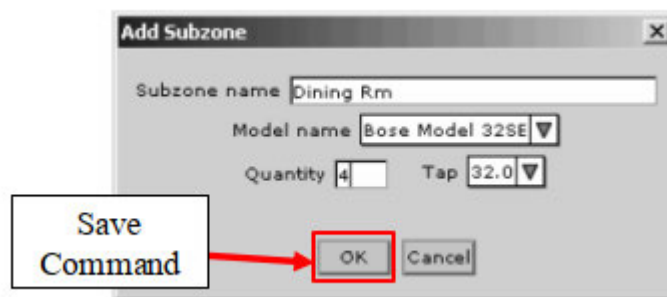 Add Subzone
Subzone name Dining Rm
Model name Bose Model 32SE
Quantity 4 Tap 32.0
Save
Command
OK Cancel